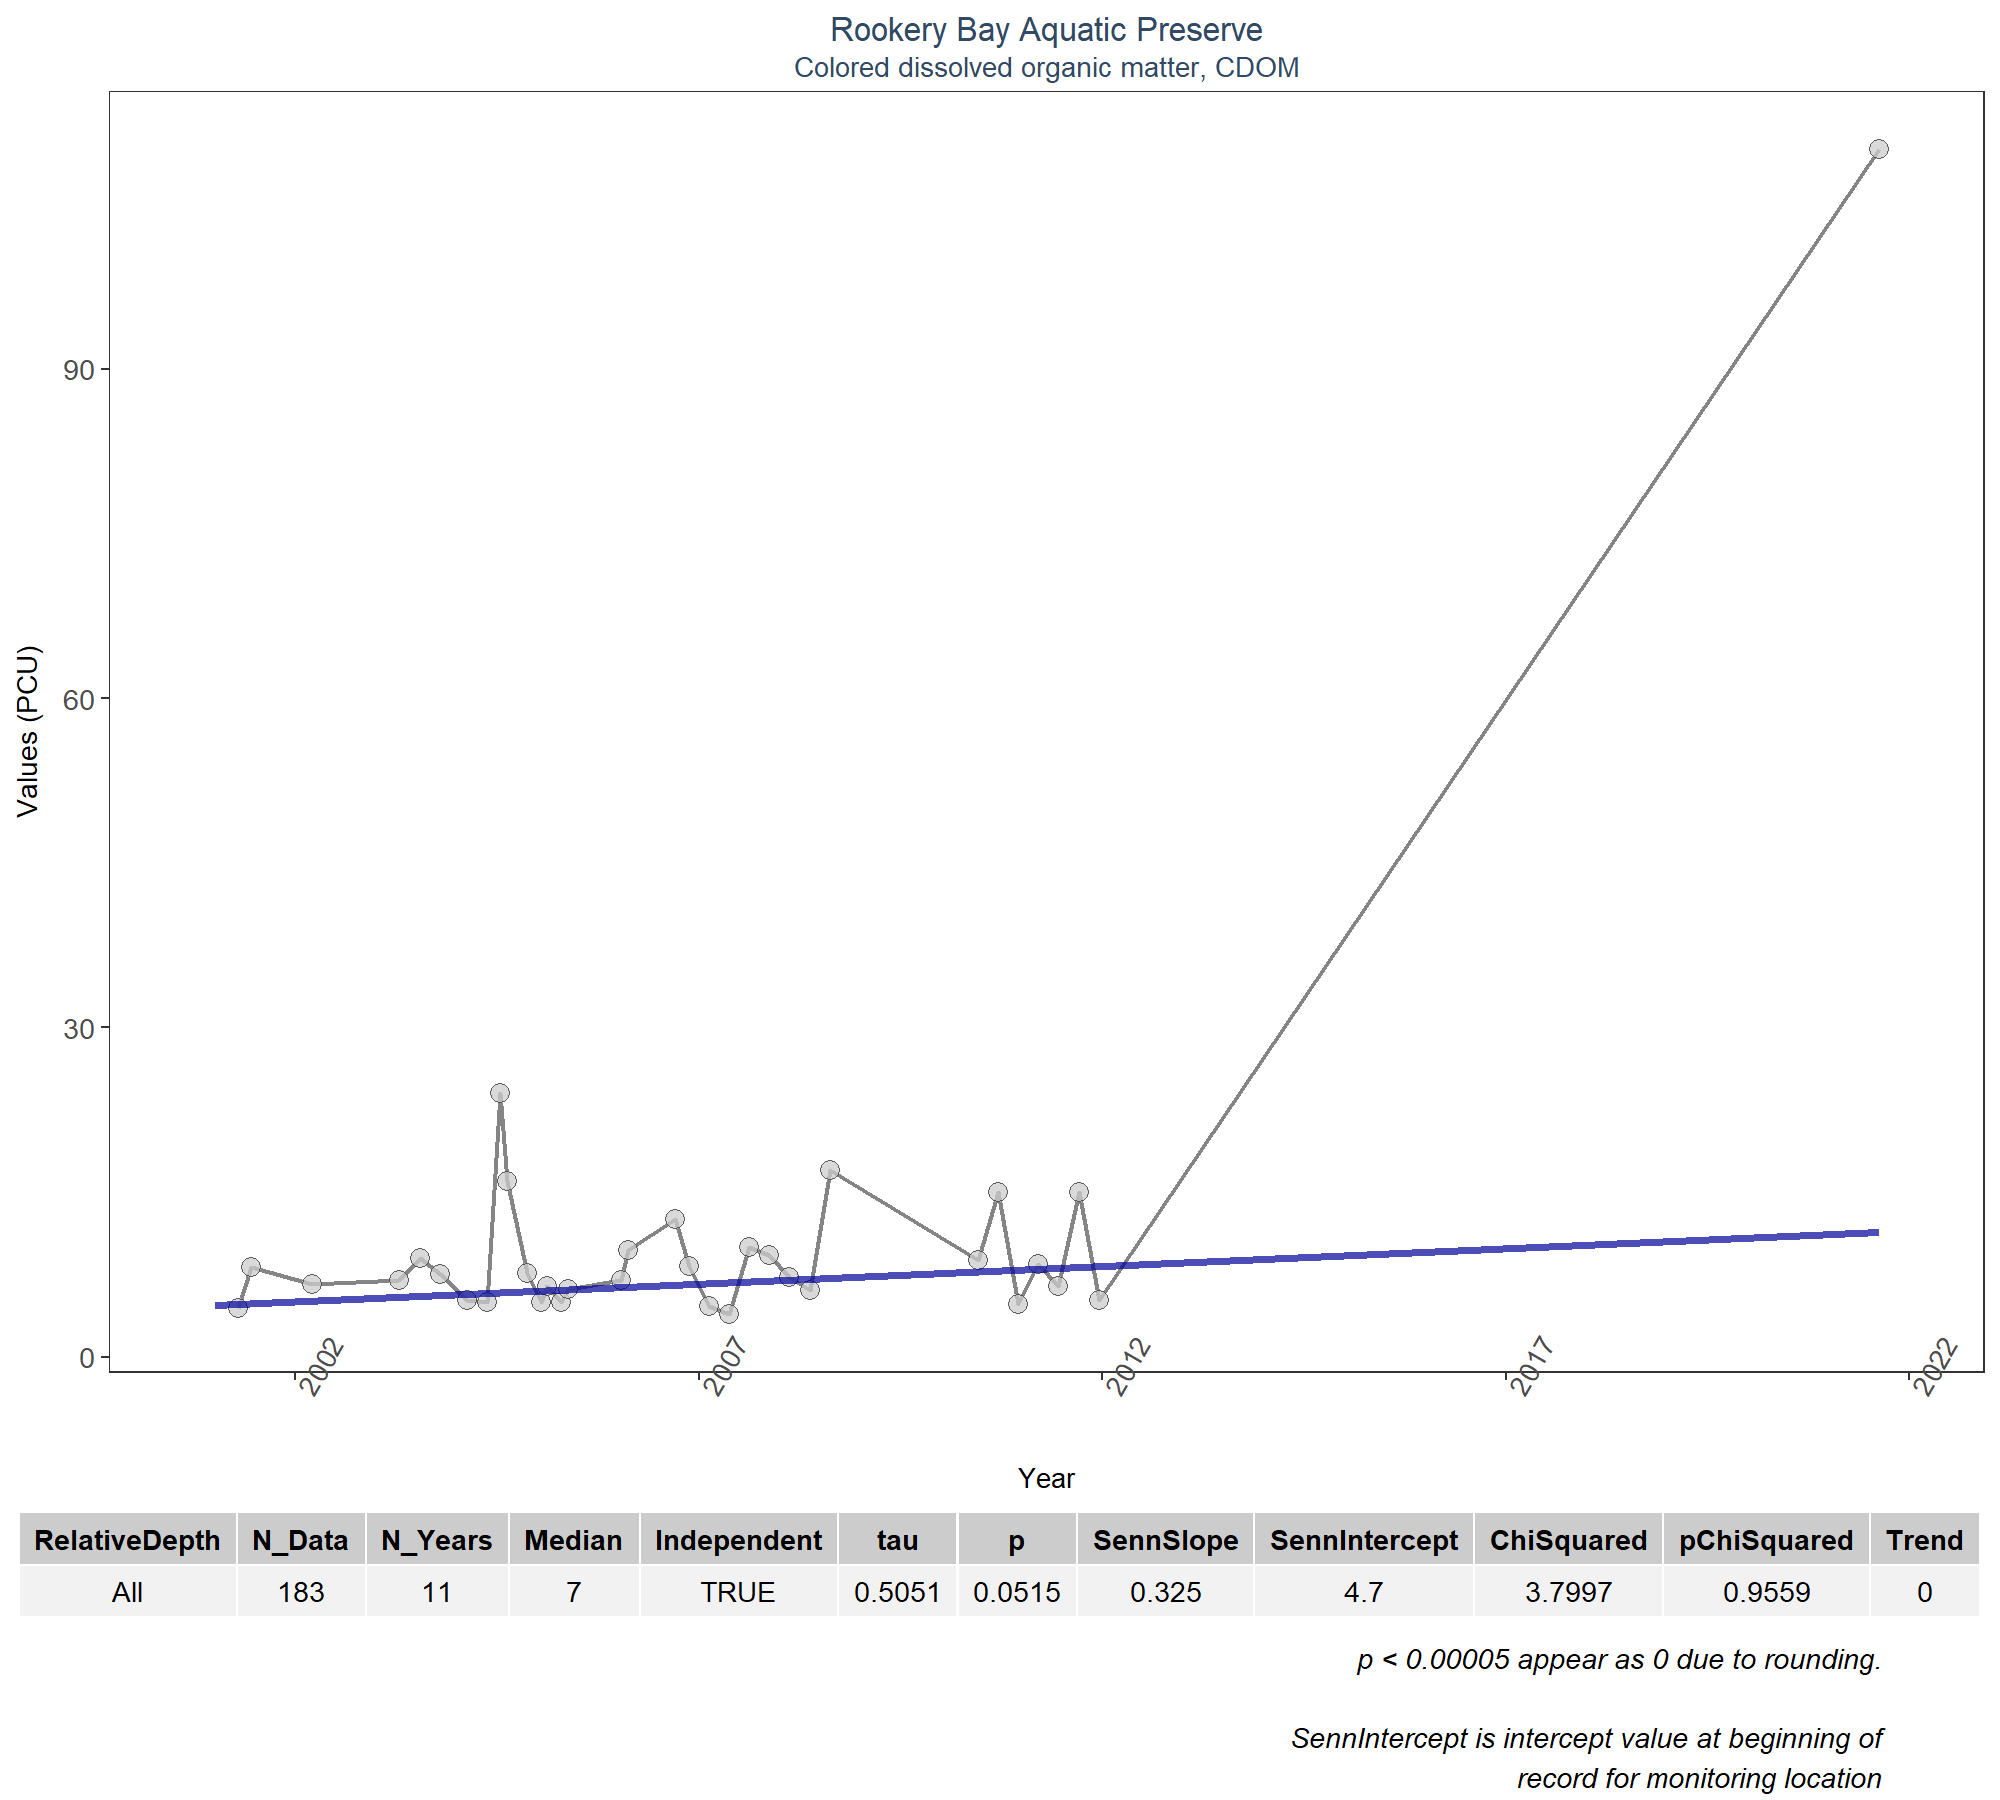 Rookery Bay Aquatic Preserve
Colored dissolved organic matter, CDOM
Values (PCU)
90
60
30
0
2002 2007 2012 2017 2022
Year
RelativeDepth N_Data N_Years Median Independent tau p SennSlope SennIntercept ChiSquared pChiSquared Trend
All 183 11 7 TRUE 0.5051 0.0515 0.325 4.7 3.7997 0.9559 0
p < 0.00005 appear as 0 due to rounding.
SennIntercept is intercept value at beginning of
record for monitoring location